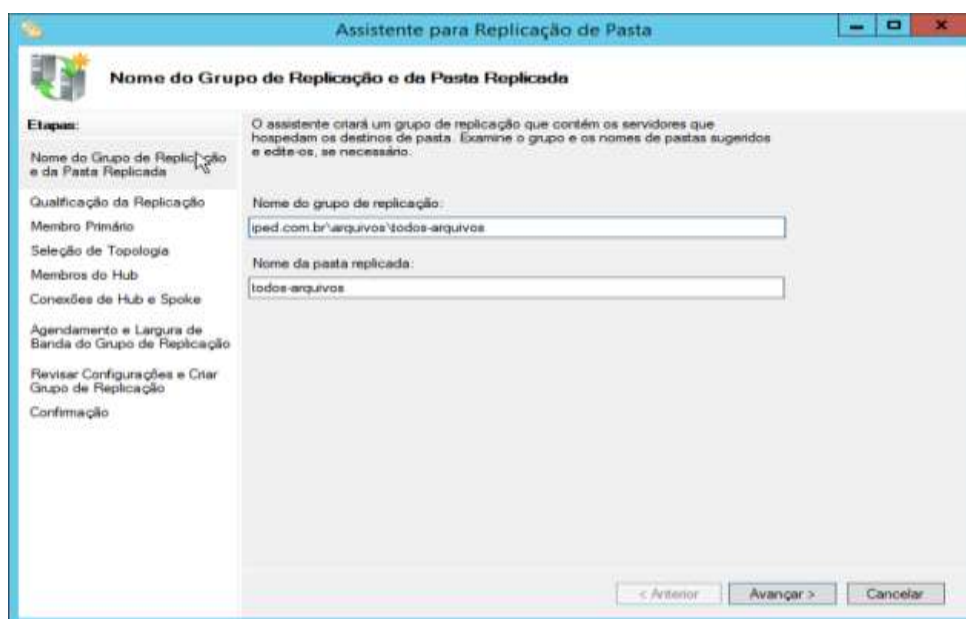 Assistente para Replicação de Pasta
Nome do Grupo de Replicação e da Pasta Replicada
Etapas:
Nome do Grupo de Replicação
e da Pasta Replicada
Qualificação da Replicação
Membro Primário
Seleção de Topologia
Membros do Hub
Conexões de Hub e Spoke
Agendamento e Largura de
Banda do Grupo de Replicação
Revisar Configurações e Criar
Grupo de Replicação
Confirmação
O assistente criará um grupo de replicação que contém os servidores que
hospedam os destinos de pasta. Examine o grupo e os nomes de pastas sugeridos
e edite-os, se necessário.
Nome do grupo de replicação:
iped.com.br\arquivos\todos-arquivos
Nome da pasta replicada:
todos-arquivos
< Anterior
Avançar >
Cancelar